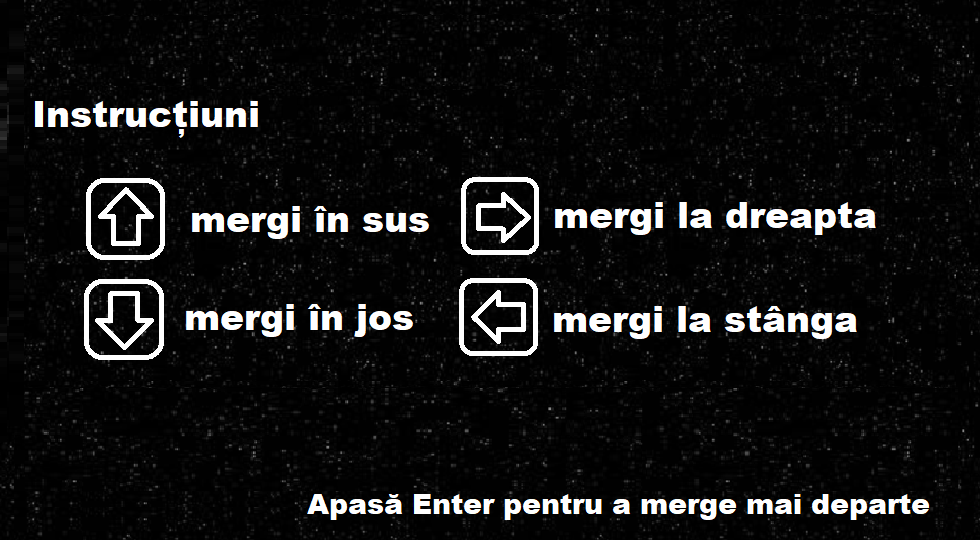 Instrucțiuni
mergi în sus
mergi la dreapta
mergi în jos
mergi la stânga
Apasă Enter pentru a merge mai departe